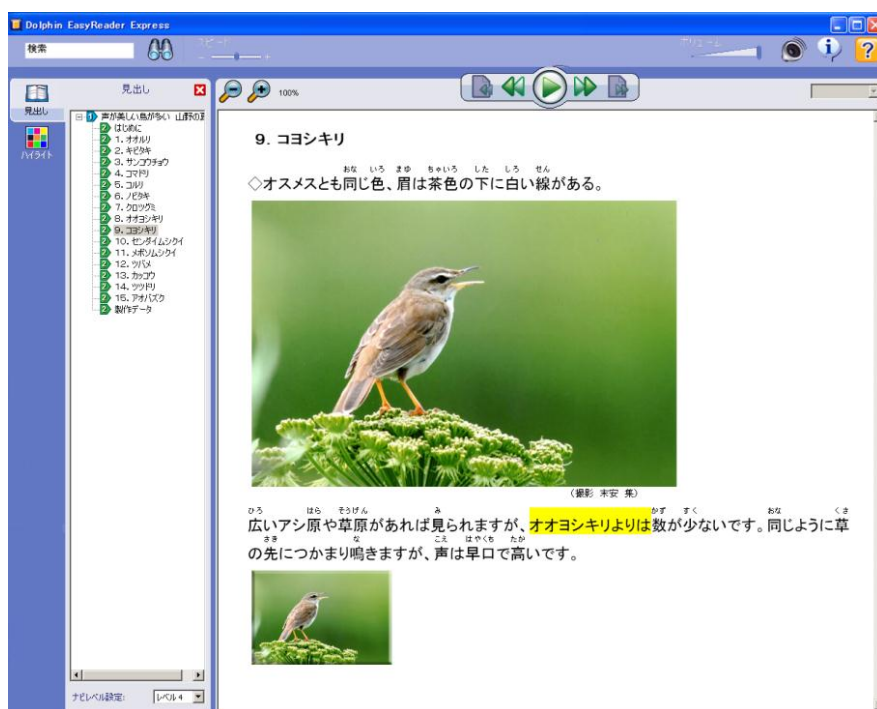 Dolphin EasyReader Express
検索
スピード
ボリューム
見出し
ハイライト
見出し
声が美しい鳥が多い 山野の
はじめに
1. オオルリ
2. キビタキ
3. サンコウチョウ
4. コマドリ
5. コルリ
6. ノビタキ
7. クロツグミ
8. オオヨシキリ
9. コヨシキリ
10. センダイムシクイ
11. メボソムシクイ
12. ツバメ
13. カッコウ
14. ツツドリ
15. アオバズク
製作データ
ナビレベル設定: レベル 4
100%
9. コヨシキリ
おな いろ まゆ ちゃいろ した しろ せん
◇オスメスとも同じ色、眉は茶色の下に白い線がある。
(撮影 末安 集)
ひろ はら そうげん み かず すく おな くさ
広いアシ原や草原があれば見られますが、オオヨシキリよりは数が少ないです。同じように草
さき な こえ はやくち たか
の先につかまり鳴きますが、声は早口で高いです。